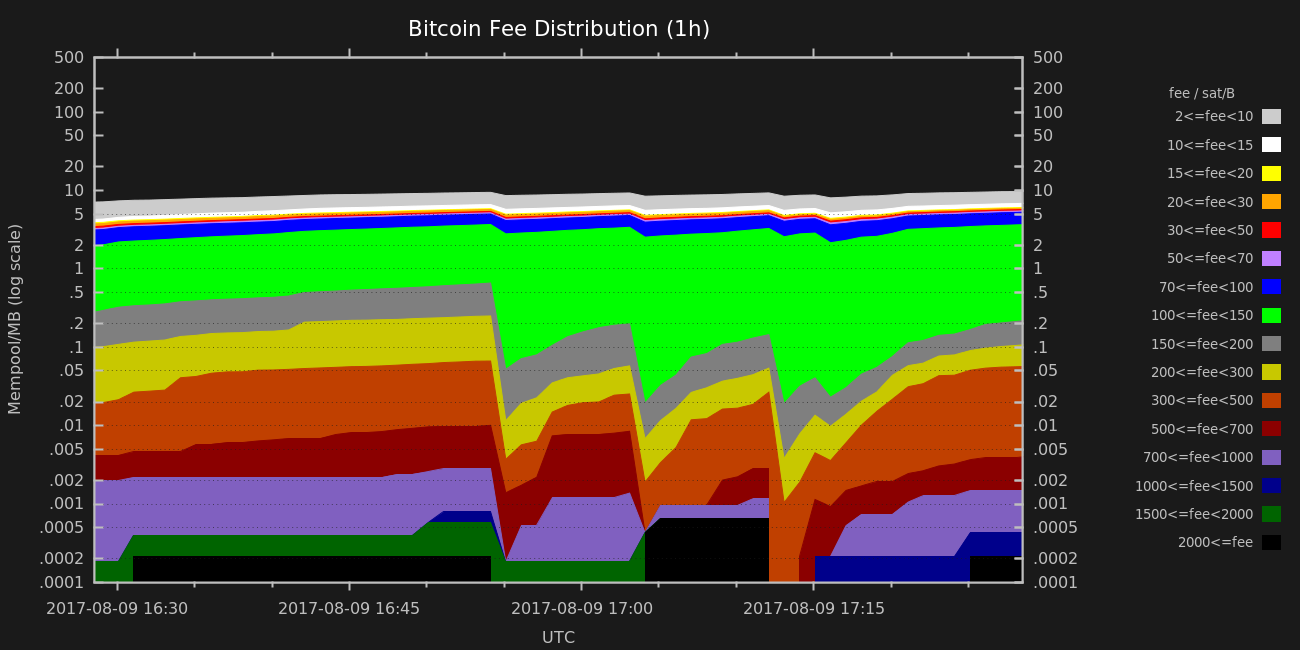 Bitcoin Fee Distribution (1h)
Mempool/MB (log scale)
500
200
100
50
20
10
5
2
1
.5
.2
.1
.05
.02
.01
.005
.002
.001
.0005
.0002
.0001
500
200
100
50
20
10
5
2
1
.5
.2
.1
.05
.02
.01
.005
.002
.001
.0005
.0002
.0001
2017-08-09 16:30 2017-08-09 16:45 2017-08-09 17:00 2017-08-09 17:15
UTC
fee / sat/B
2<=fee<10
10<=fee<15
15<=fee<20
20<=fee<30
30<=fee<50
50<=fee<70
70<=fee<100
100<=fee<150
150<=fee<200
200<=fee<300
300<=fee<500
500<=fee<700
700<=fee<1000
1000<=fee<1500
1500<=fee<2000
2000<=fee